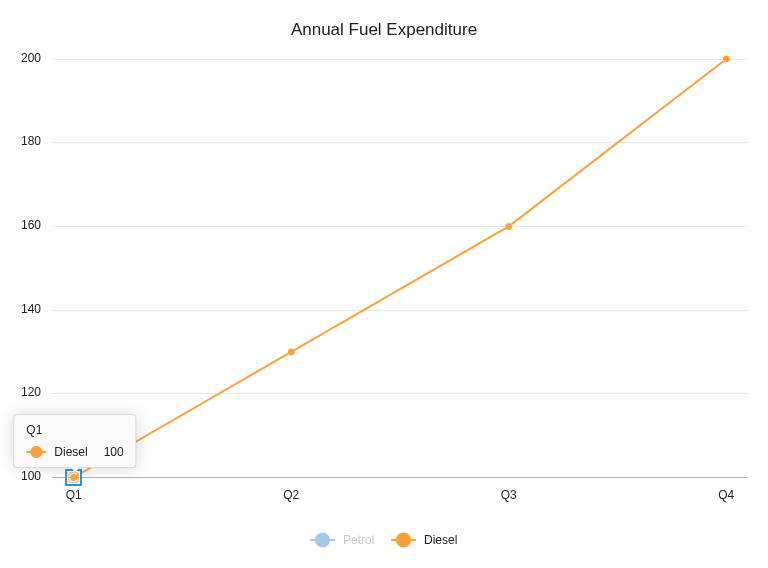 Annual Fuel Expenditure
200
180
160
140
120
100
Q1
Diesel 100
Q1 Q2 Q3 Q4
Petrol Diesel